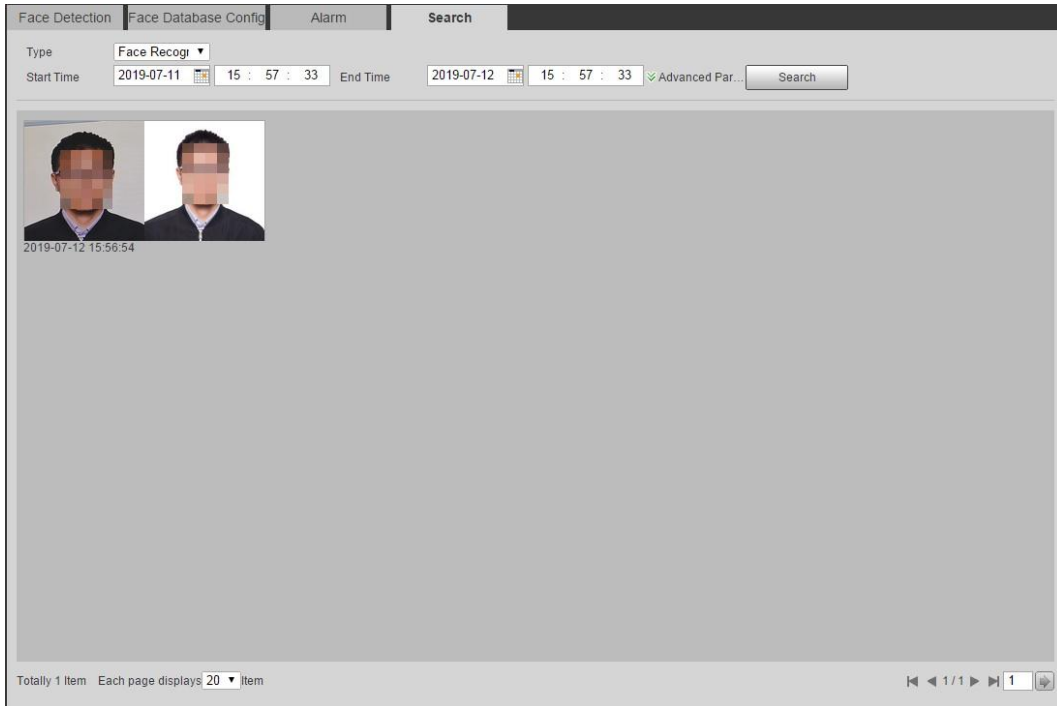 Face Detection Face Database Config Alarm Search
Type Face Recogr
Start Time 2019-07-11 15 : 57 : 33 End Time 2019-07-12 15 : 57 : 33 Advanced Par... Search
2019-07-12 15:56:54
Totally 1 Item Each page displays 20 Item 1 / 1 1